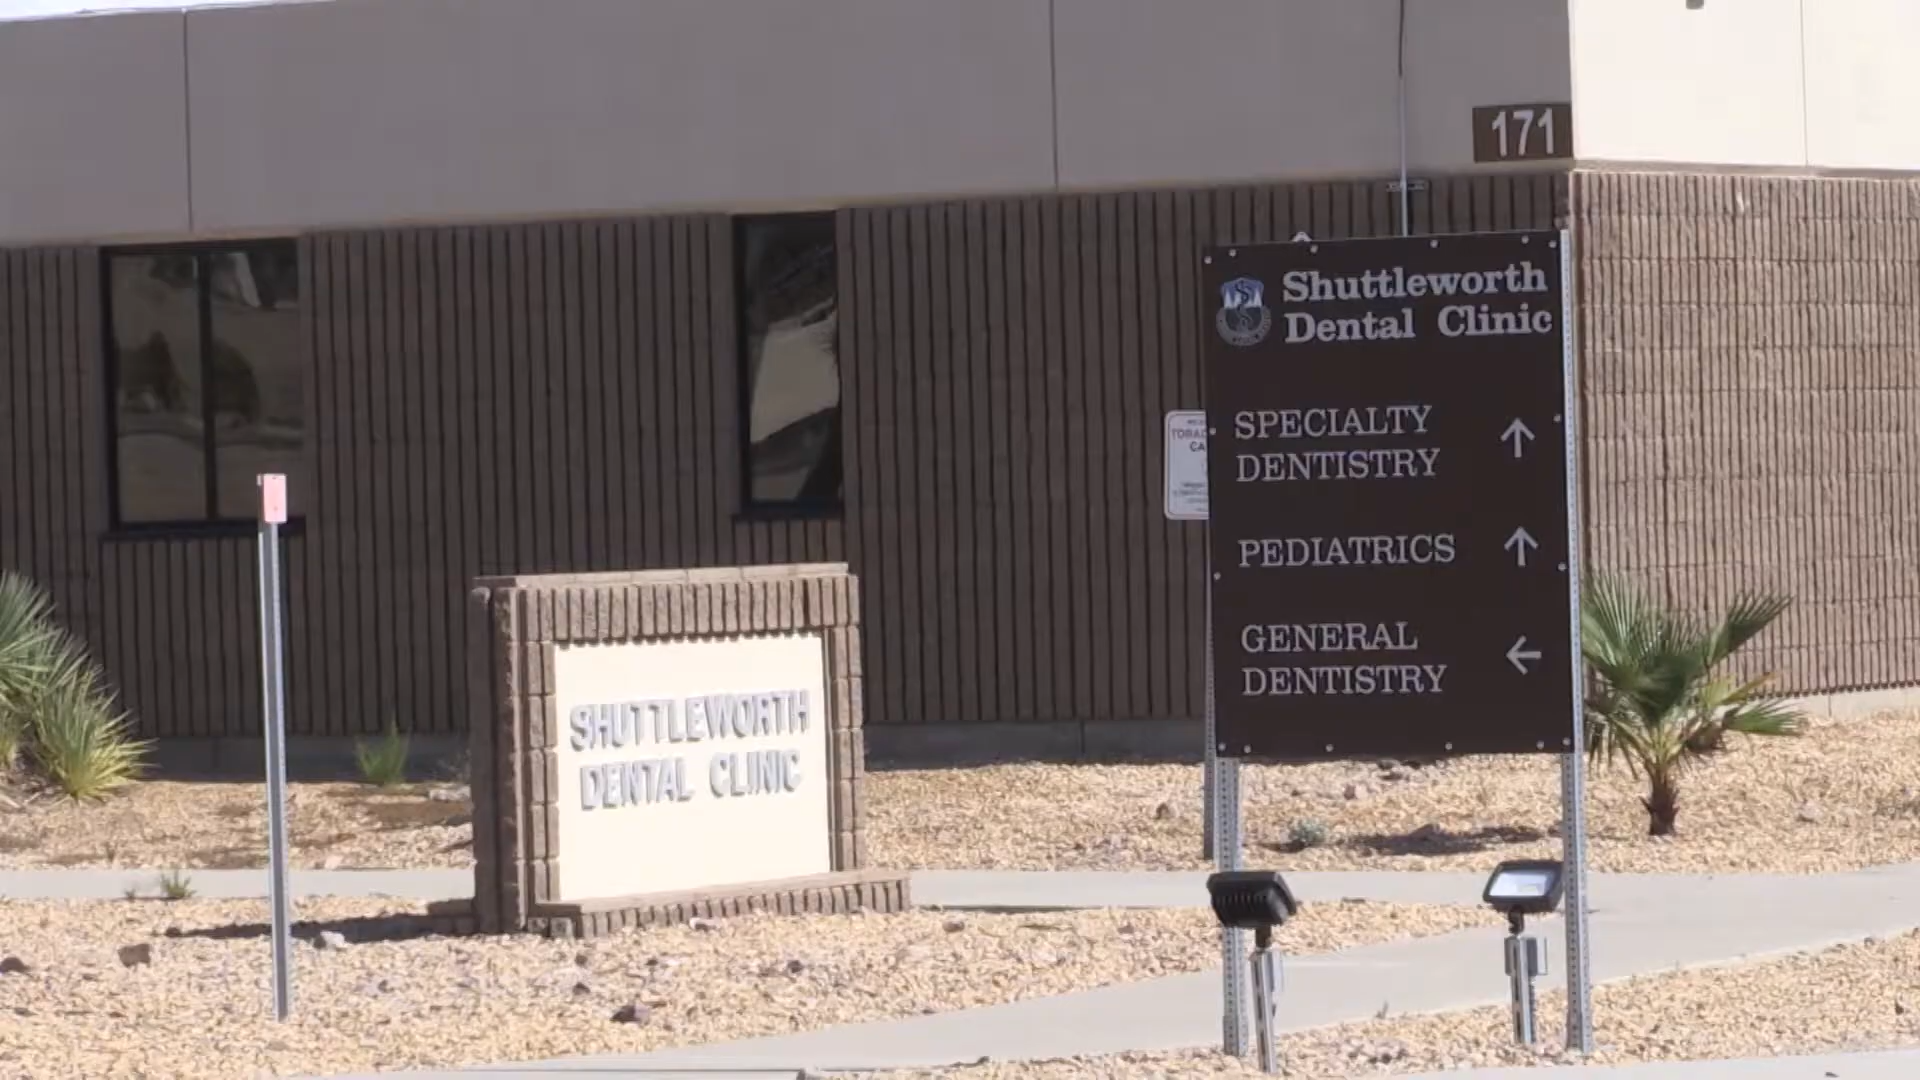 171
Shuttleworth
Dental Clinic
SPECIALTY
DENTISTRY
PEDIATRICS
GENERAL
DENTISTRY
SHUTTLEWORTH
DENTAL CLINIC